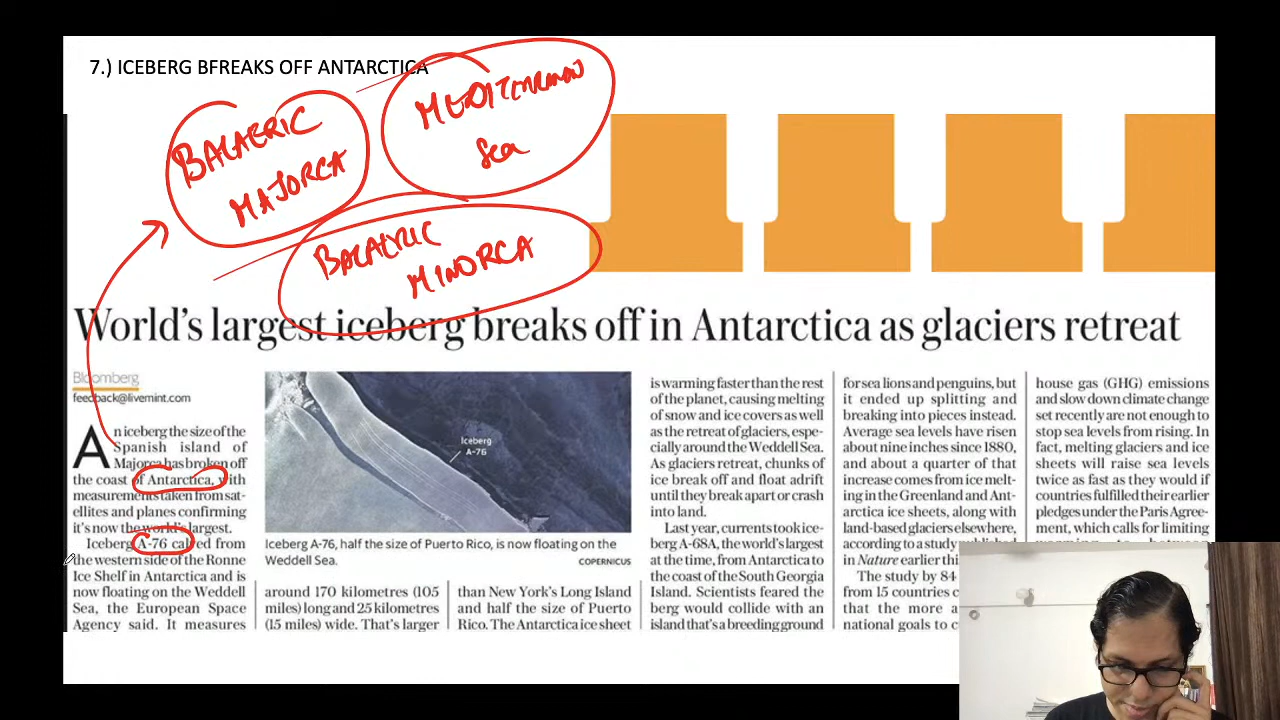 7.) ICEBERG BFREAKS OFF ANTARCTICA
BALAERIC
MAJORCA
MEDITERRANEAN
Sea
BALAERIC
MINORCA
World's largest iceberg breaks off in Antarctica as glaciers retreat
Bloomberg
feedback@livemint.com
An iceberg the size of the
Spanish island of
Majorca has broken off
the coast of Antarctica, with
measurements taken from sat-
ellites and planes confirming
it's now the world's largest.
Iceberg A-76 calved from
the western side of the Ronne
Ice Shelf in Antarctica and is
now floating on the Weddell
Sea, the European Space
Agency said. It measures
Iceberg
A-76
Iceberg A-76, half the size of Puerto Rico, is now floating on the
Weddell Sea.
COPERNICUS
around 170 kilometres (105
miles) long and 25 kilometres
(15 miles) wide. That's larger
than New York's Long Island
and half the size of Puerto
Rico. The Antarctica ice sheet
is warming faster than the rest
of the planet, causing melting
of snow and ice covers as well
as the retreat of glaciers, espe-
cially around the Weddell Sea.
As glaciers retreat, chunks of
ice break off and float adrift
until they break apart or crash
into land.
Last year, currents took ice-
berg A-68A, the world's largest
at the time, from Antarctica to
the coast of the South Georgia
Island. Scientists feared the
berg would collide with an
island that's a breeding ground
for sea lions and penguins, but
it ended up splitting and
breaking into pieces instead.
Average sea levels have risen
about nine inches since 1880,
and about a quarter of that
increase comes from ice melt-
ing in the Greenland and Ant-
arctica ice sheets, along with
land-based glaciers elsewhere,
according to a study published
in Nature earlier
The study by 84
from 15 countries
that the more
national goals to
house gas (GHG) emissions
and slow down climate change
set recently are not enough to
stop sea levels from rising. In
fact, melting glaciers and ice
sheets will raise sea levels
twice as fast as they would if
countries fulfilled their earlier
pledges under the Paris Agree-
ment, which calls for limiting